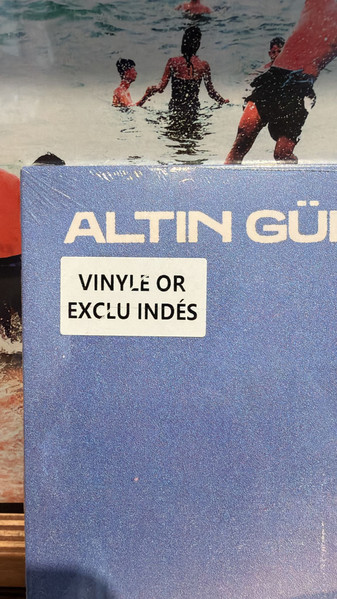 ALTIN GÜ
VINYLE OR
EXCLU INDÉS